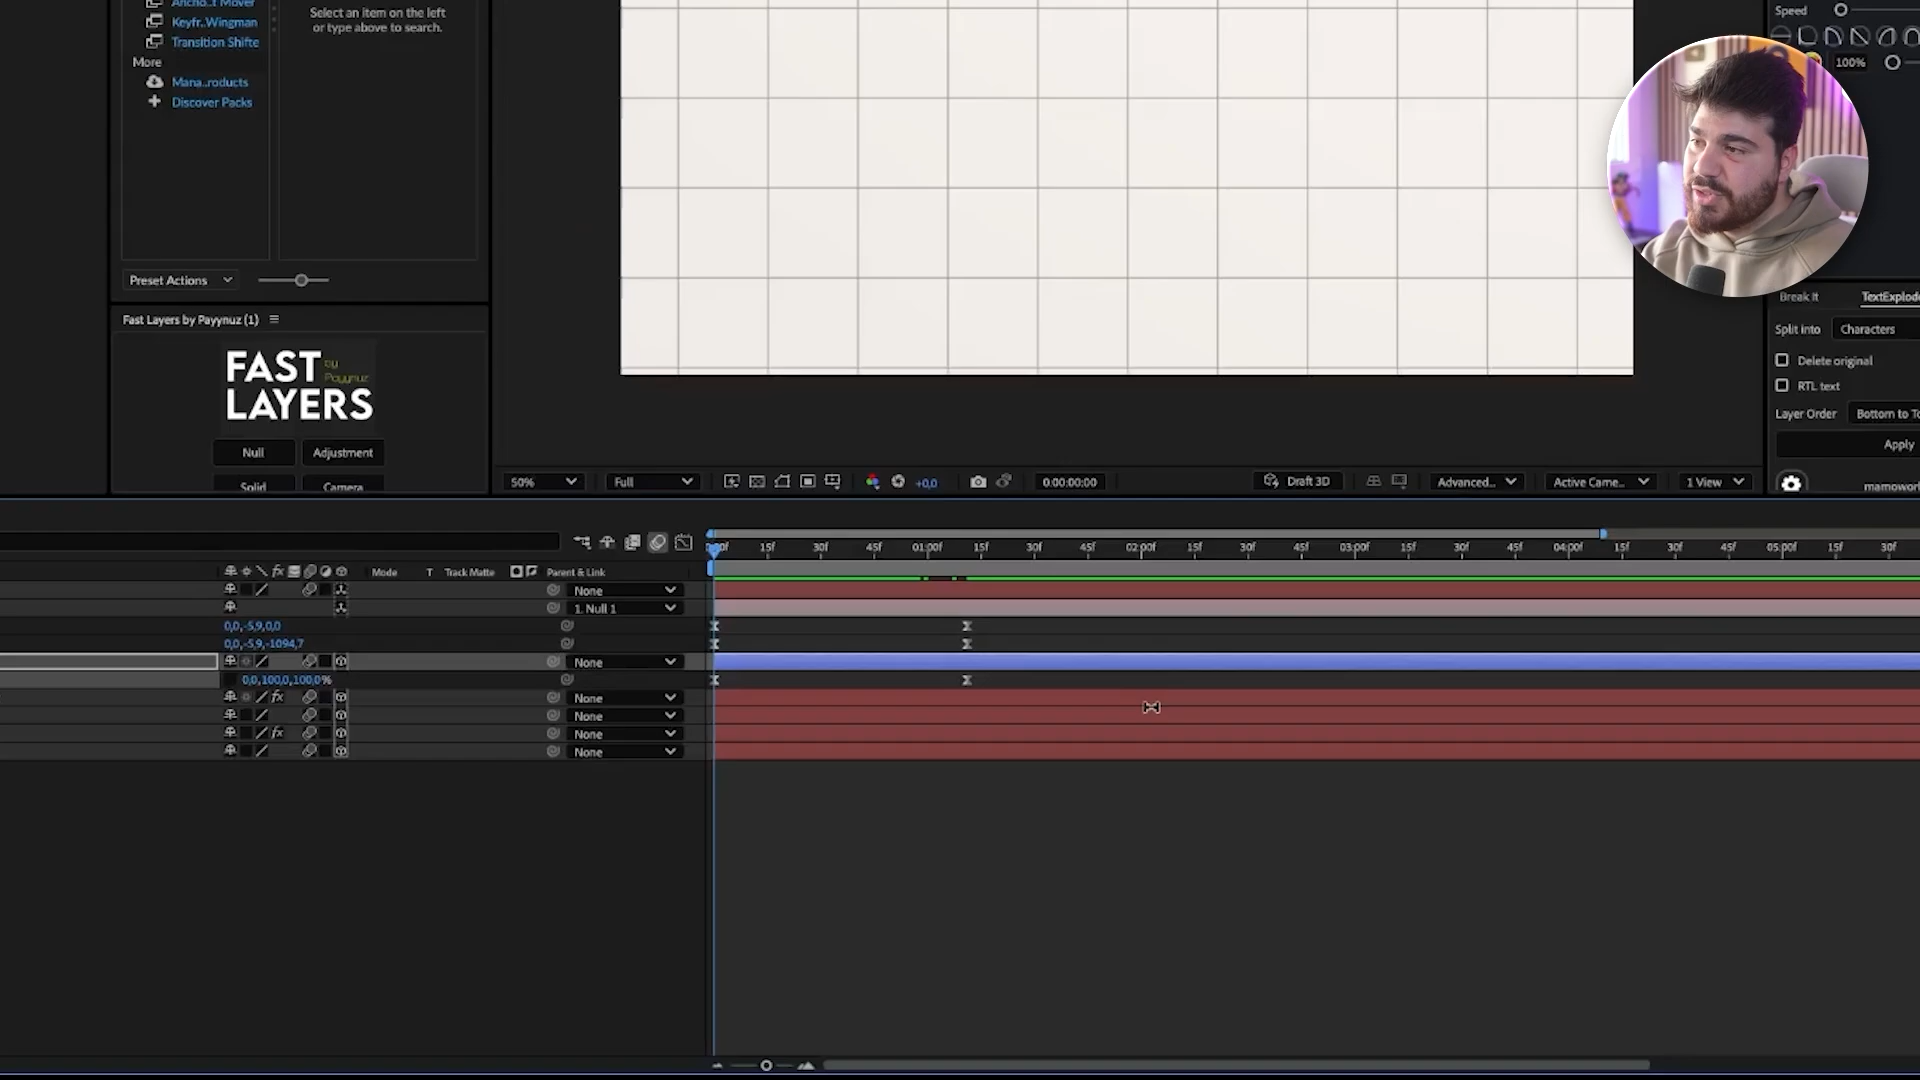 Ancho..t Mover
Keyfr..Wingman
Transition Shifte
More
Mana..roducts
Discover Packs
Select an item on the left
or type above to search.
Preset Actions
Fast Layers by Payynuz (1)
FAST by Payynuz
LAYERS
Null
Adjustment
Solid
Camera
50%
Full
+0,0
0:00:00:00
Draft 3D
Advanced...
Active Came...
1 View
Speed
100%
Break It
TextExplode
Split into
Characters
Delete original
RTL text
Layer Order
Bottom to To
Apply
mamoworl
15f
30f
45f
01:00f
15f
30f
45f
02:00f
15f
30f
45f
03:00f
15f
30f
45f
04:00f
15f
30f
45f
05:00f
15f
30f
Mode
T
Track Matte
Parent & Link
None
1. Null 1
0,0,-5,9,0,0
0,0,-5,9,-1094,7
None
0,0,100,0,100,0%
None
None
None
None